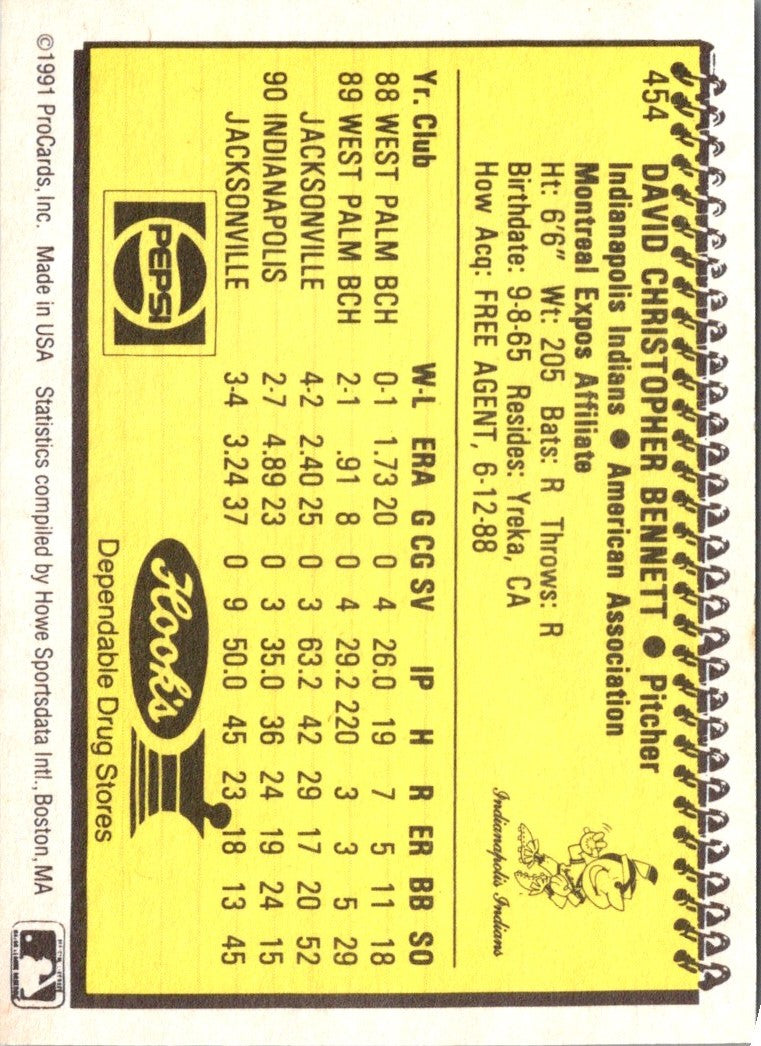 454 DAVID CHRISTOPHER BENNETT ● Pitcher
Indianapolis Indians ● American Association
Montreal Expos Affiliate
Ht: 6'6" Wt: 205 Bats: R Throws: R
Birthdate: 9-8-65 Resides: Yreka, CA
How Acq: FREE AGENT, 6-12-88
Indianapolis Indians
Yr. Club W-L ERA G CG SV IP H R ER BB SO
88 WEST PALM BCH 0-1 1.73 20 0 4 26.0 19 7 5 11 18
89 WEST PALM BCH 2-1 .91 8 0 4 29.2 220 3 3 5 29
JACKSONVILLE 4-2 2.40 25 0 3 63.2 42 29 17 20 52
90 INDIANAPOLIS 2-7 4.89 23 0 3 35.0 36 24 19 24 15
JACKSONVILLE 3-4 3.24 37 0 9 50.0 45 23 18 13 45
PEPSI
Hook's
Dependable Drug Stores
©1991 ProCards, Inc. Made in USA Statistics compiled by Howe Sportsdata Intl., Boston, MA